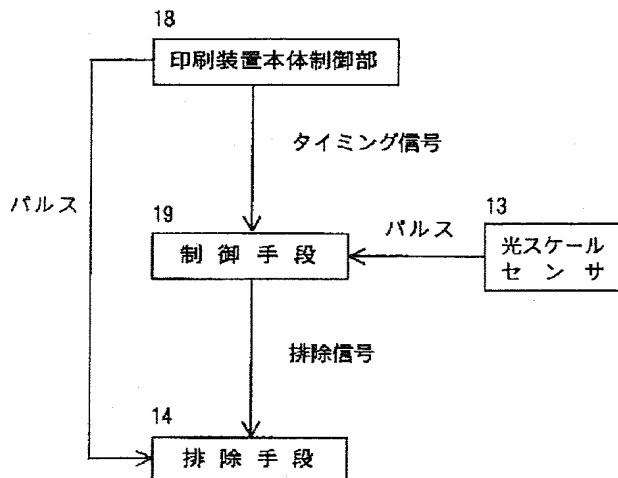 18
印刷装置本体制御部
タイミング信号
パルス
19
制御手段
パルス
13
光スケール
センサ
排除信号
14
排除手段